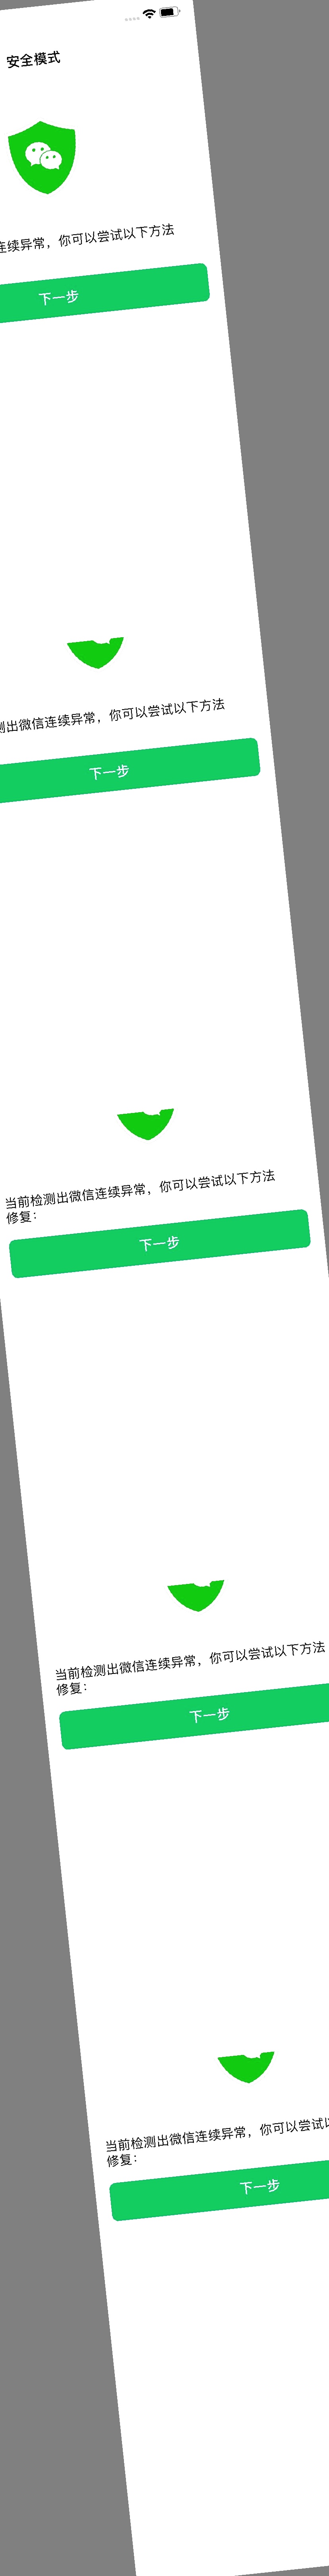 安全模式
连续异常，你可以尝试以下方法
下一步
测出微信连续异常，你可以尝试以下方法
下一步
当前检测出微信连续异常，你可以尝试以下方法
修复：
下一步
当前检测出微信连续异常，你可以尝试以下方法
修复：
下一步
当前检测出微信连续异常，你可以尝试以
修复：
下一步